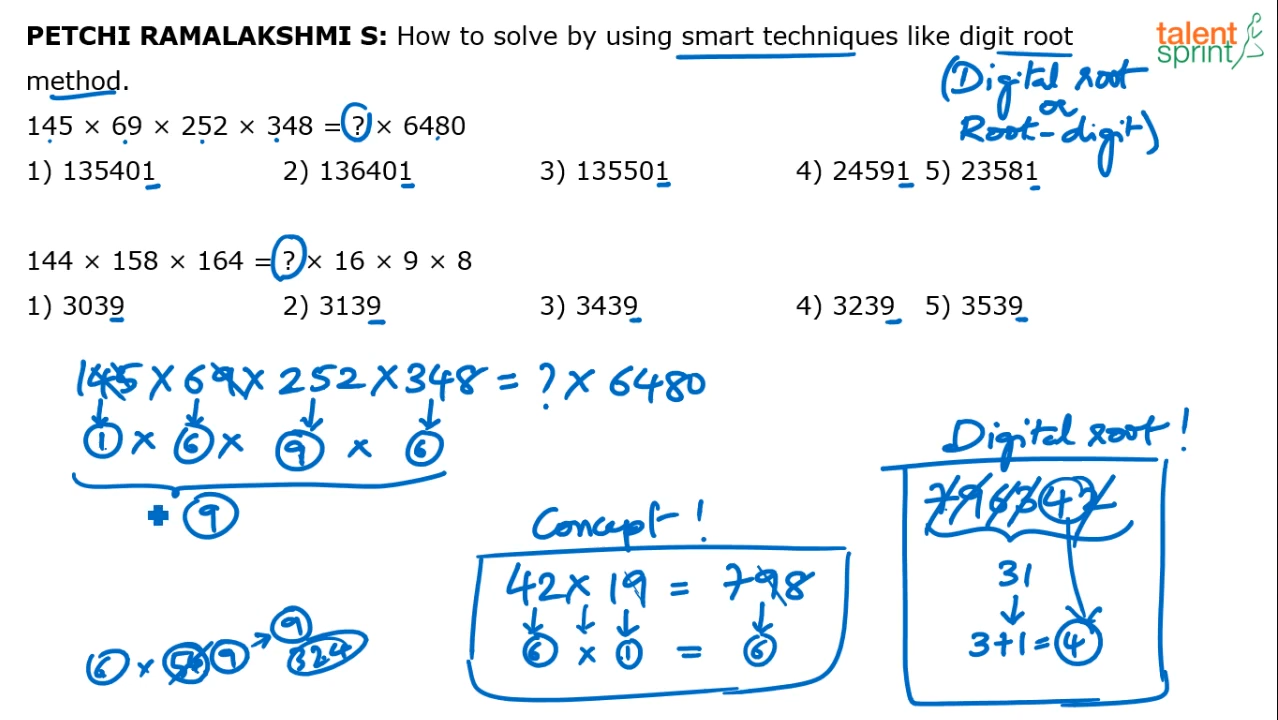 PETCHI RAMALAKSHMI S: How to solve by using smart techniques like digit root
method.
talent
sprint
(Digital root
or
Root-digit)
145 × 69 × 252 × 348 = ? × 6480
1) 135401 2) 136401 3) 135501 4) 24591 5) 23581
144 × 158 × 164 = ? × 16 × 9 × 8
1) 3039 2) 3139 3) 3439 4) 3239 5) 3539
145 × 69 × 252 × 348 = ? × 6480
1 × 6 × 9 × 6
9
Digital root!
796342
31
3+1=4
Concept!
42 × 19 = 798
6 × 1 = 6
6 × 54 9 → 9
324